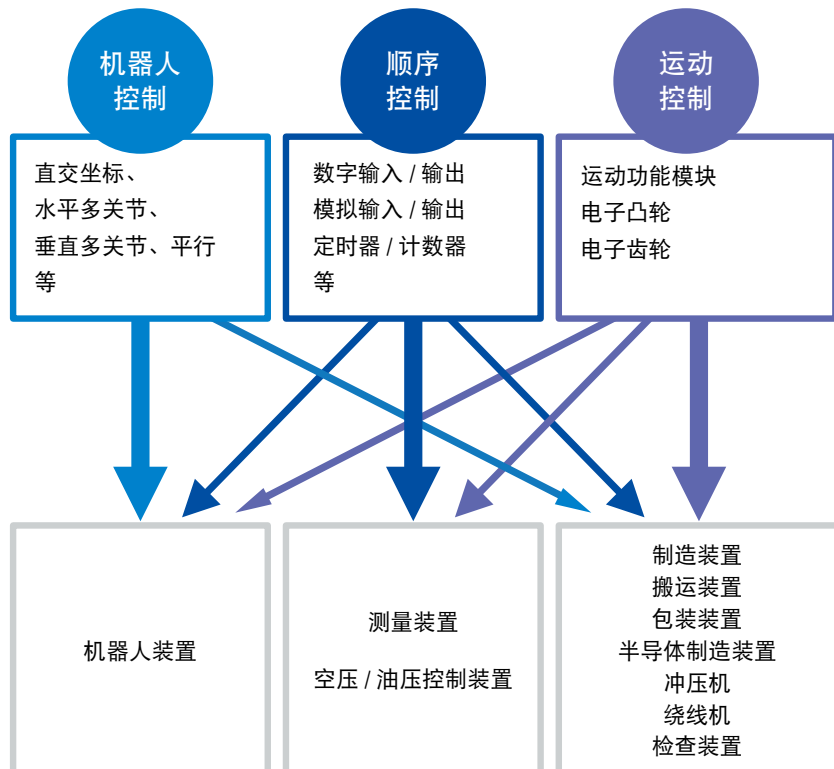 机器人
控制
顺序
控制
运动
控制
直交坐标、
水平多关节、
垂直多关节、平行
等
数字输入 / 输出
模拟输入 / 输出
定时器 / 计数器
等
运动功能模块
电子凸轮
电子齿轮
机器人装置
测量装置
空压 / 油压控制装置
制造装置
搬运装置
包装装置
半导体制造装置
冲压机
绕线机
检查装置